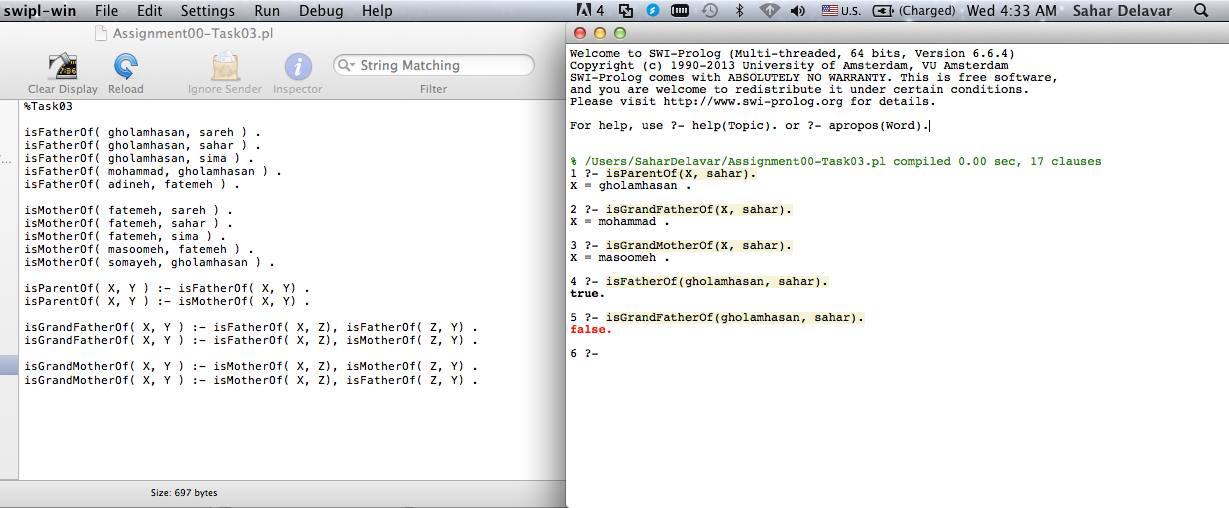 swipl-win File Edit Settings Run Debug Help
4 U.S. (Charged) Wed 4:33 AM Sahar Delavar
Assignment00-Task03.pl
String Matching
Clear Display Reload Ignore Sender Inspector Filter
%Task03
isFatherOf( gholamhasan, sareh ) .
isFatherOf( gholamhasan, sahar ) .
isFatherOf( gholamhasan, sima ) .
isFatherOf( mohammad, gholamhasan ) .
isFatherOf( adineh, fatemeh ) .
isMotherOf( fatemeh, sareh ) .
isMotherOf( fatemeh, sahar ) .
isMotherOf( fatemeh, sima ) .
isMotherOf( masoomeh, fatemeh ) .
isMotherOf( somayeh, gholamhasan ) .
isParentOf( X, Y ) :- isFatherOf( X, Y) .
isParentOf( X, Y ) :- isMotherOf( X, Y) .
isGrandFatherOf( X, Y ) :- isFatherOf( X, Z), isFatherOf( Z, Y) .
isGrandFatherOf( X, Y ) :- isFatherOf( X, Z), isMotherOf( Z, Y) .
isGrandMotherOf( X, Y ) :- isMotherOf( X, Z), isMotherOf( Z, Y) .
isGrandMotherOf( X, Y ) :- isMotherOf( X, Z), isFatherOf( Z, Y) .
Size: 697 bytes
Welcome to SWI-Prolog (Multi-threaded, 64 bits, Version 6.6.4)
Copyright (c) 1990-2013 University of Amsterdam, VU Amsterdam
SWI-Prolog comes with ABSOLUTELY NO WARRANTY. This is free software,
and you are welcome to redistribute it under certain conditions.
Please visit http://www.swi-prolog.org for details.
For help, use ?- help(Topic). or ?- apropos(Word).
% /Users/SaharDelavar/Assignment00-Task03.pl compiled 0.00 sec, 17 clauses
1 ?- isParentOf(X, sahar).
X = gholamhasan .
2 ?- isGrandFatherOf(X, sahar).
X = mohammad .
3 ?- isGrandMotherOf(X, sahar).
X = masoomeh .
4 ?- isFatherOf(gholamhasan, sahar).
true.
5 ?- isGrandFatherOf(gholamhasan, sahar).
false.
6 ?-